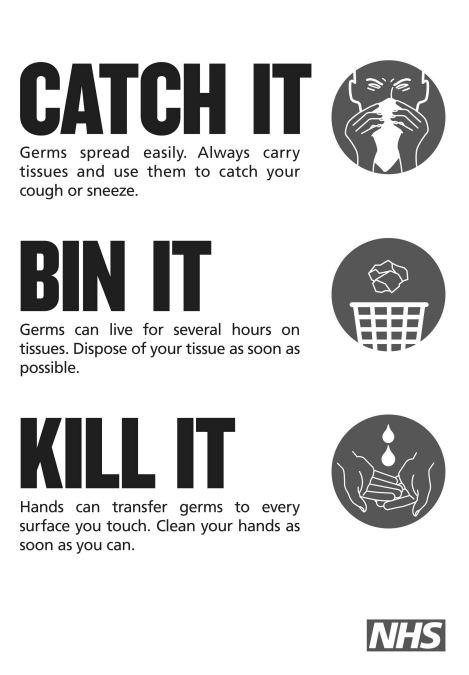 CATCH IT
Germs spread easily. Always carry
tissues and use them to catch your
cough or sneeze.
BIN IT
Germs can live for several hours on
tissues. Dispose of your tissue as soon as
possible.
KILL IT
Hands can transfer germs to every
surface you touch. Clean your hands as
soon as you can.
NHS